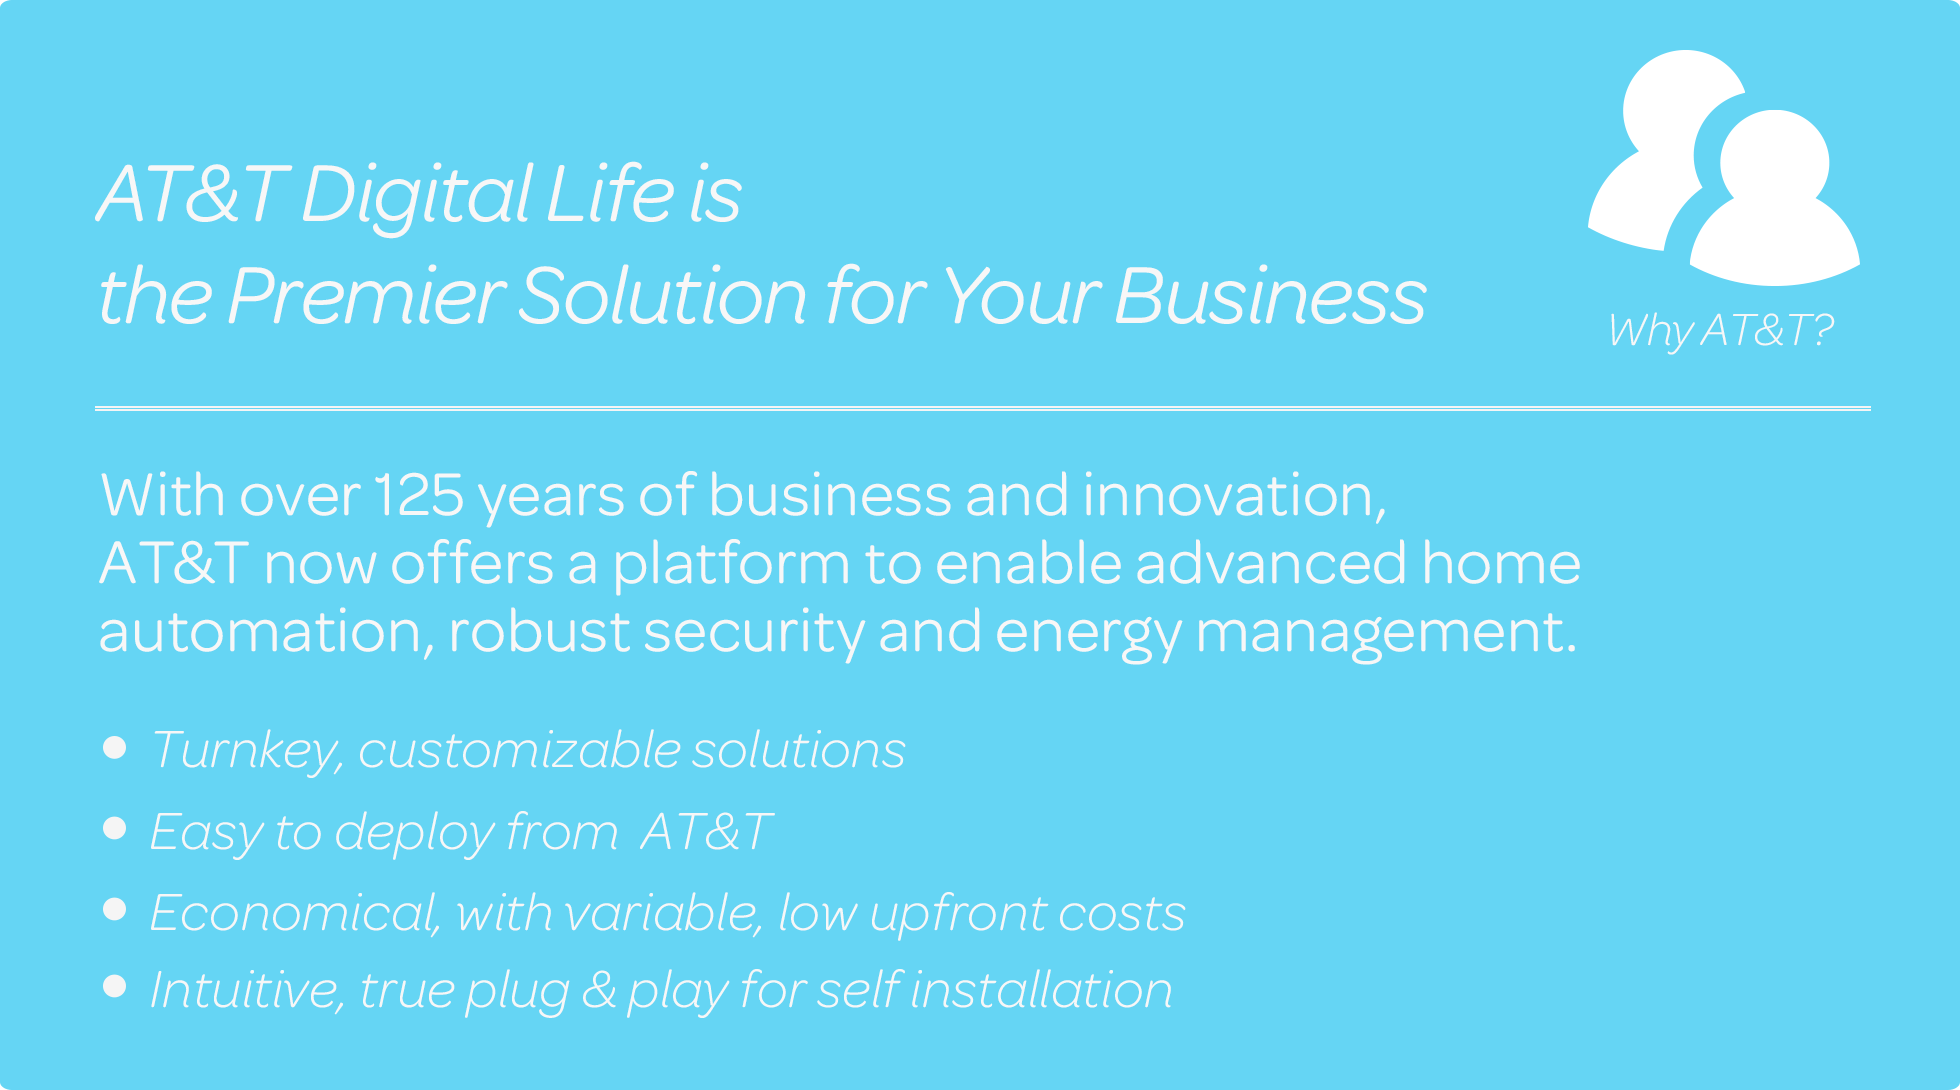 AT&T Digital Life is
the Premier Solution for Your Business
Why AT&T?
With over 125 years of business and innovation,
AT&T now offers a platform to enable advanced home
automation, robust security and energy management.
Turnkey, customizable solutions
Easy to deploy from AT&T
Economical, with variable, low upfront costs
Intuitive, true plug & play for self installation